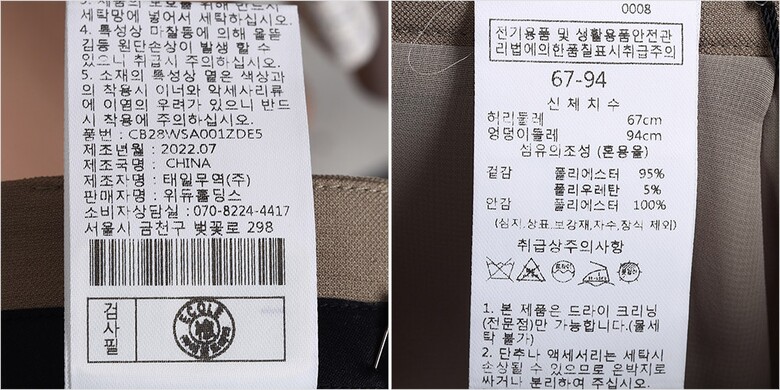 3. 제품의 보호를 위해 반드시
세탁망에 넣어서 세탁하십시오.
4. 특성상 마찰등에 의해 올뜯
김등 원단손상이 발생 할 수
있으니 취급시 주의하십시오.
5. 소재의 특성상 옅은 색상과
의 착용시 이너와 악세사리류
에 이염의 우려가 있으니 반드
시 착용에 주의하십시오.
품번 : CB28WSA001ZDE5
제조년월 : 2022.07
제조국명 : CHINA
제조자명 : 태일무역(주)
판매자명 : 위듀홀딩스
소비자상담실 : 070-8224-4417
서울시 금천구 벚꽃로 298
검사필
ECOLE
0008
전기용품 및 생활용품안전관
리법에의한품질표시취급주의
67-94
신체치수
허리둘레 67cm
엉덩이둘레 94cm
섬유의조성 (혼용율)
겉감 폴리에스터 95%
폴리우레탄 5%
안감 폴리에스터 100%
(심지,상표,보강재,자수,장식 제외)
취급상주의사항
1. 본 제품은 드라이 크리닝
(전문점)만 가능합니다.(물세
탁 불가)
2. 단추나 액세서리는 세탁시
손상될 수 있으므로 은박지로
싸거나 분리하여 주십시오.